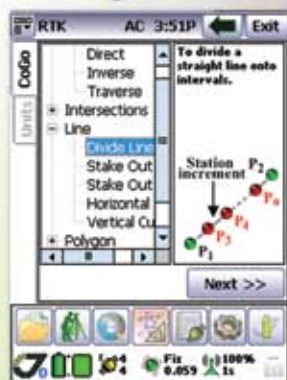 RTK AC 3:51P Exit
CoGo
Units
Direct
Inverse
Traverse
Intersections
Line
Divide Line
Stake Out
Stake Out
Horizontal
Vertical Cu
Polygon
To divide a
straight line onto
intervals.
Station
increment
P2
P6
P4
P3
P1
Next >>
4
4
Fix
0.059
100%
1s